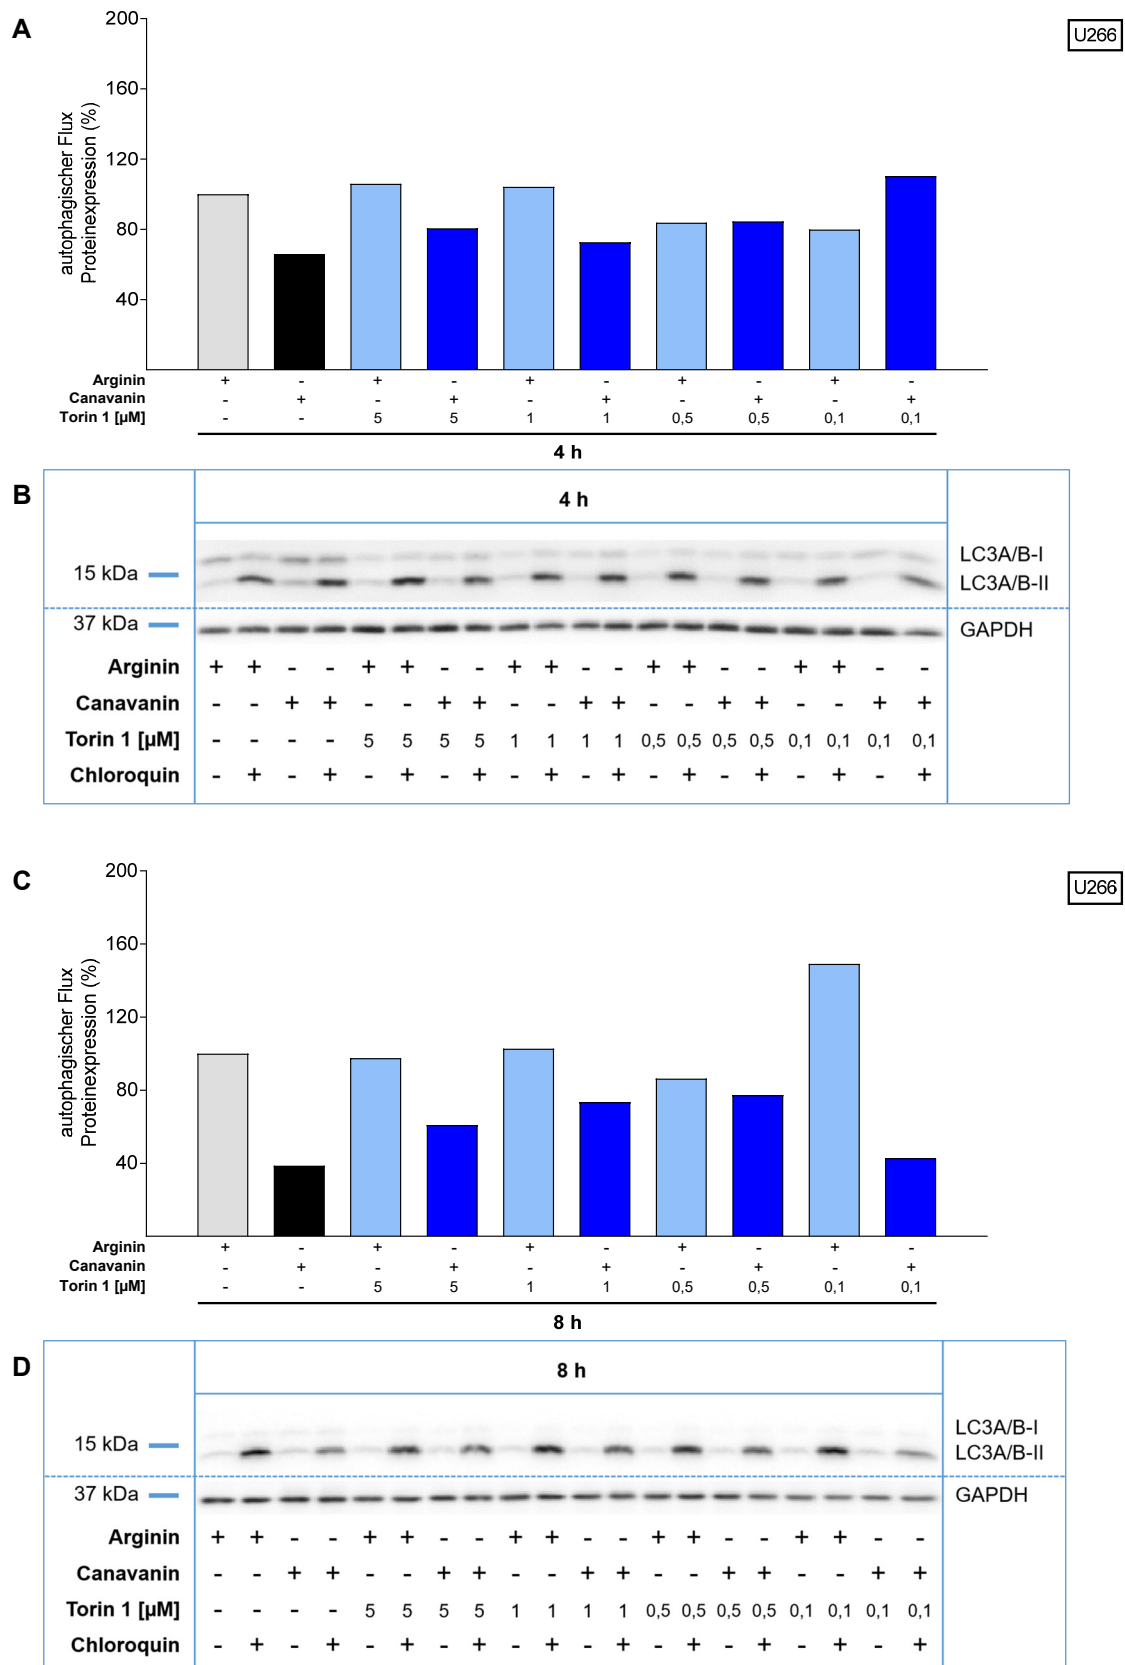 A
U266
200
160
120
80
40
autophagischer Flux
Proteinexpression (%)
Arginin + - + - + - + - + -
Canavanin - + - + - + - + - +
Torin 1 [µM] - - 5 5 1 1 0,5 0,5 0,1 0,1
4 h
B
4 h
15 kDa
LC3A/B-I
LC3A/B-II
37 kDa
GAPDH
Arginin + + - - + + - - + + - - + + - - + + - -
Canavanin - - + + - - + + - - + + - - + + - - + +
Torin 1 [µM] - - - - 5 5 5 5 1 1 1 1 0,5 0,5 0,5 0,5 0,1 0,1 0,1 0,1
Chloroquin - + - + - + - + - + - + - + - + - + - +
C
U266
200
160
120
80
40
autophagischer Flux
Proteinexpression (%)
Arginin + - + - + - + - + -
Canavanin - + - + - + - + - +
Torin 1 [µM] - - 5 5 1 1 0,5 0,5 0,1 0,1
8 h
D
8 h
15 kDa
LC3A/B-I
LC3A/B-II
37 kDa
GAPDH
Arginin + + - - + + - - + + - - + + - - + + - -
Canavanin - - + + - - + + - - + + - - + + - - + +
Torin 1 [µM] - - - - 5 5 5 5 1 1 1 1 0,5 0,5 0,5 0,5 0,1 0,1 0,1 0,1
Chloroquin - + - + - + - + - + - + - + - + - + - +